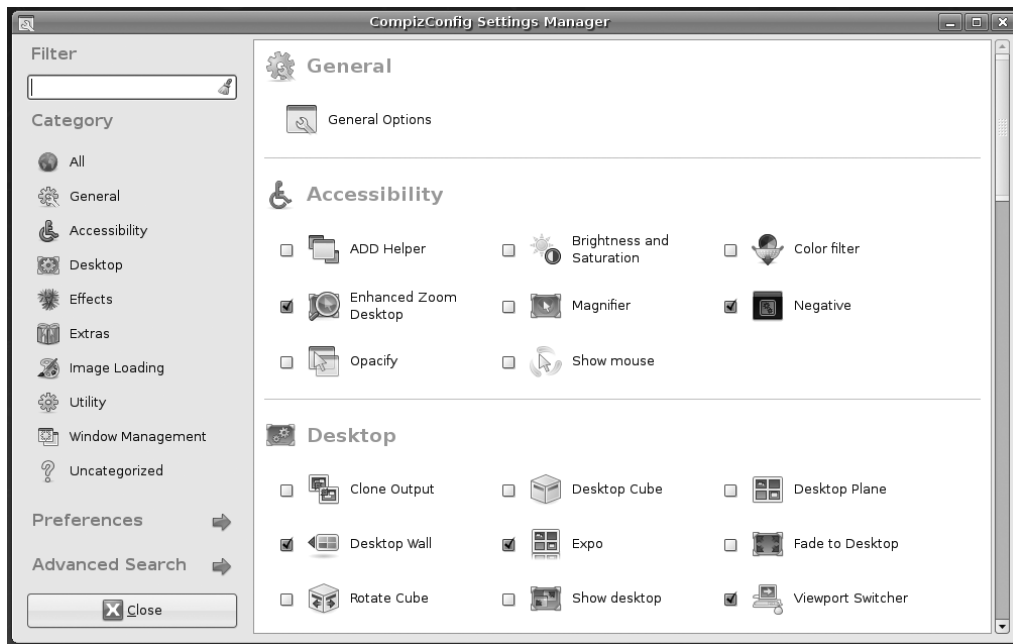 CompizConfig Settings Manager
Filter
Category
All
General
Accessibility
Desktop
Effects
Extras
Image Loading
Utility
Window Management
Uncategorized
Preferences
Advanced Search
Close
General
General Options
Accessibility
ADD Helper
Brightness and
Saturation
Color filter
Enhanced Zoom
Desktop
Magnifier
Negative
Opacify
Show mouse
Desktop
Clone Output
Desktop Cube
Desktop Plane
Desktop Wall
Expo
Fade to Desktop
Rotate Cube
Show desktop
Viewport Switcher